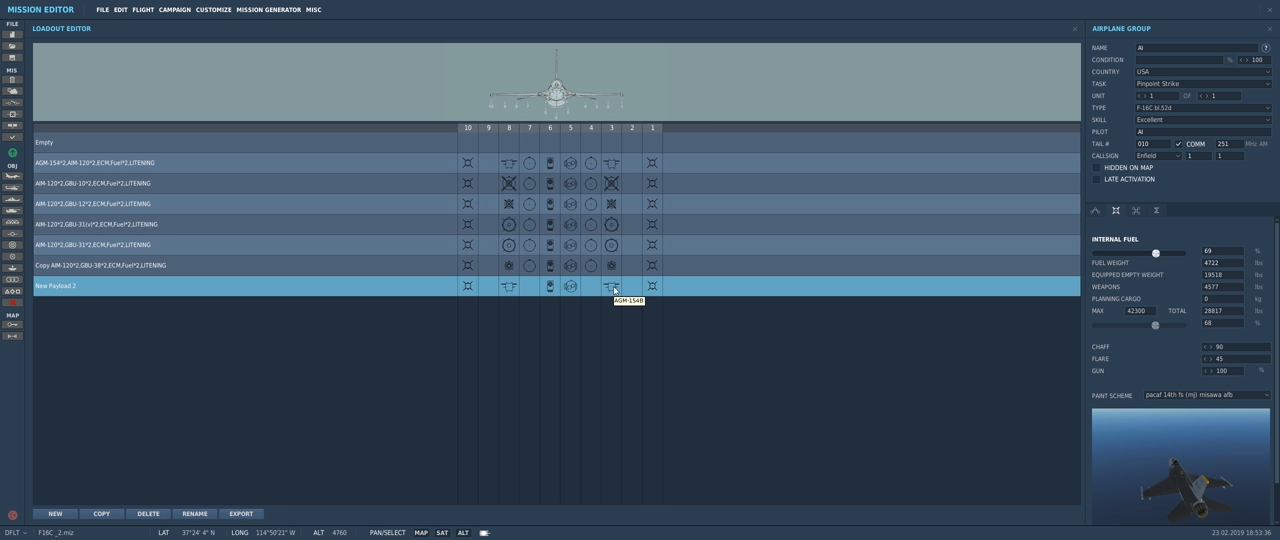 MISSION EDITOR FILE EDIT FLIGHT CAMPAIGN CUSTOMIZE MISSION GENERATOR MISC
FILE
MIS
OBJ
MAP
LOADOUT EDITOR
10 9 8 7 6 5 4 3 2 1
Empty
AGM-154*2,AIM-120*2,ECM,Fuel*2,LITENING
AIM-120*2,GBU-10*2,ECM,Fuel*2,LITENING
AIM-120*2,GBU-12*2,ECM,Fuel*2,LITENING
AIM-120*2,GBU-31(v)*2,ECM,Fuel*2,LITENING
AIM-120*2,GBU-31*2,ECM,Fuel*2,LITENING
Copy AIM-120*2,GBU-38*2,ECM,Fuel*2,LITENING
New Payload 2
AGM-154B
NEW COPY DELETE RENAME EXPORT
AIRPLANE GROUP
NAME AI ?
CONDITION % < > 100
COUNTRY USA
TASK Pinpoint Strike
UNIT < > 1 OF < > 1
TYPE F-16C bl.52d
SKILL Excellent
PILOT AI
TAIL # 010 COMM 251 MHz AM
CALLSIGN Enfield 1 1
HIDDEN ON MAP
LATE ACTIVATION
INTERNAL FUEL
69 %
FUEL WEIGHT 4722 lbs
EQUIPPED EMPTY WEIGHT 19518 lbs
WEAPONS 4577 lbs
PLANNING CARGO 0 kg
MAX 42300 TOTAL 28817 lbs
68 %
CHAFF < > 90
FLARE < > 45
GUN < > 100 %
PAINT SCHEME pacaf 14th fs (mj) misawa afb
DFLT F16C _2.miz LAT 37°24' 4" N LONG 114°50'21" W ALT 4760 PAN/SELECT MAP SAT ALT 23.02.2019 18:53:36